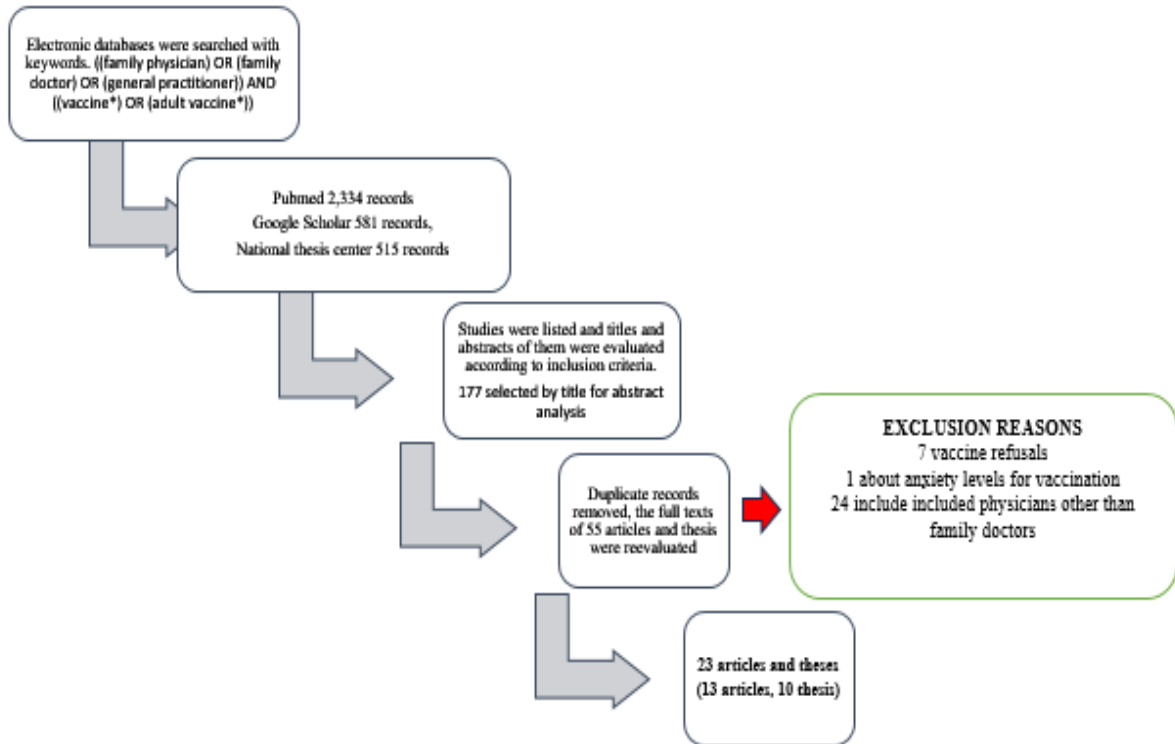 Electronic databases were searched with
keywords. ((family physician) OR (family
doctor) OR (general practitioner)) AND
((vaccine*) OR (adult vaccine*))
Pubmed 2,334 records
Google Scholar 581 records,
National thesis center 515 records
Studies were listed and titles and
abstracts of them were evaluated
according to inclusion criteria.
177 selected by title for abstract
analysis
Duplicate records
removed, the full texts
of 55 articles and thesis
were reevaluated
EXCLUSION REASONS
7 vaccine refusals
1 about anxiety levels for vaccination
24 include included physicians other than
family doctors
23 articles and theses
(13 articles, 10 thesis)